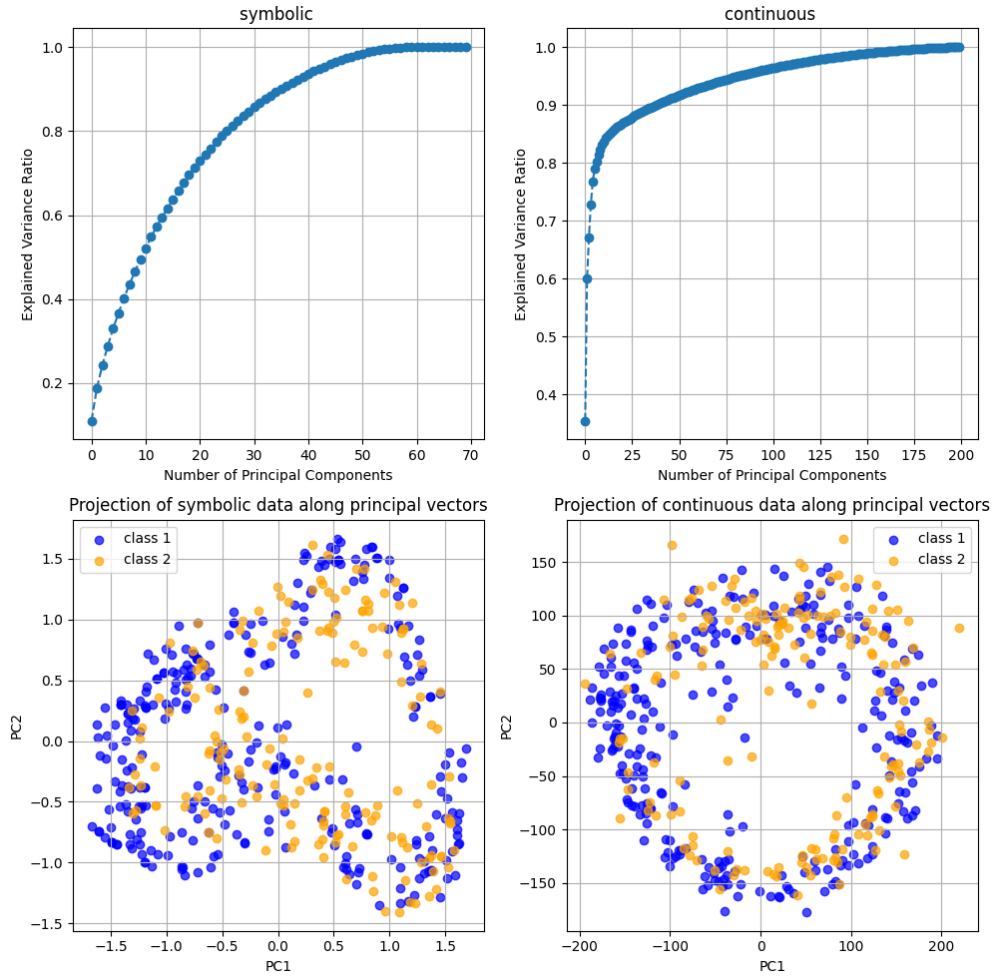 symbolic
1.0
0.8
0.6
0.4
0.2
Explained Variance Ratio
0 10 20 30 40 50 60 70
Number of Principal Components
continuous
1.0
0.9
0.8
0.7
0.6
0.5
0.4
Explained Variance Ratio
0 25 50 75 100 125 150 175 200
Number of Principal Components
Projection of symbolic data along principal vectors
class 1
class 2
1.5
1.0
0.5
0.0
−0.5
−1.0
−1.5
PC2
−1.5 −1.0 −0.5 0.0 0.5 1.0 1.5
PC1
Projection of continuous data along principal vectors
class 1
class 2
150
100
50
0
−50
−100
−150
PC2
−200 −100 0 100 200
PC1